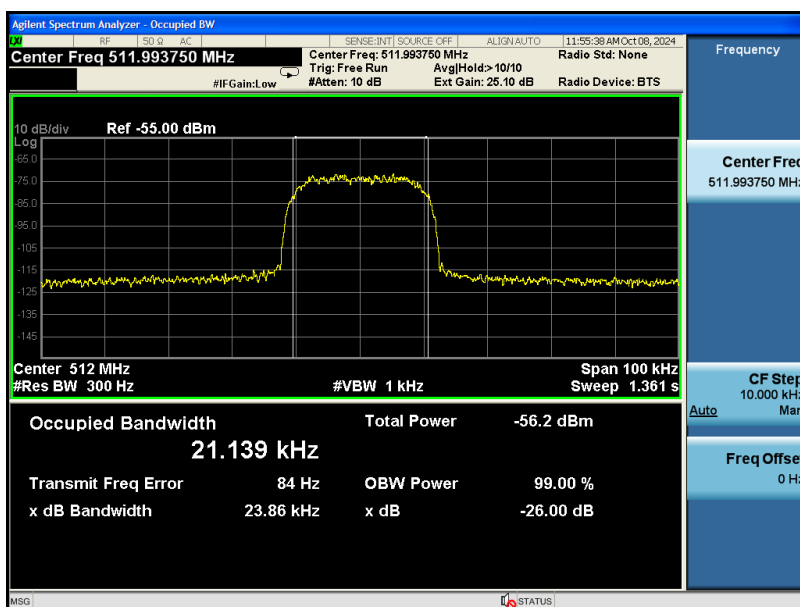 Agilent Spectrum Analyzer - Occupied BW
LXI RF 50 Ω AC SENSE:INT SOURCE OFF ALIGN AUTO 11:55:38 AM Oct 08, 2024
Center Freq 511.993750 MHz
Center Freq: 511.993750 MHz Radio Std: None
Trig: Free Run Avg|Hold:>10/10
#IFGain:Low #Atten: 10 dB Ext Gain: 25.10 dB Radio Device: BTS
Frequency
10 dB/div Ref -55.00 dBm
Log
-65.0
-75.0
-85.0
-95.0
-105
-115
-125
-135
-145
Center Freq
511.993750 MHz
Center 512 MHz Span 100 kHz
#Res BW 300 Hz #VBW 1 kHz Sweep 1.361 s
CF Step
10.000 kHz
Auto Man
Occupied Bandwidth Total Power -56.2 dBm
21.139 kHz
Transmit Freq Error 84 Hz OBW Power 99.00 %
x dB Bandwidth 23.86 kHz x dB -26.00 dB
Freq Offset
0 Hz
MSG STATUS